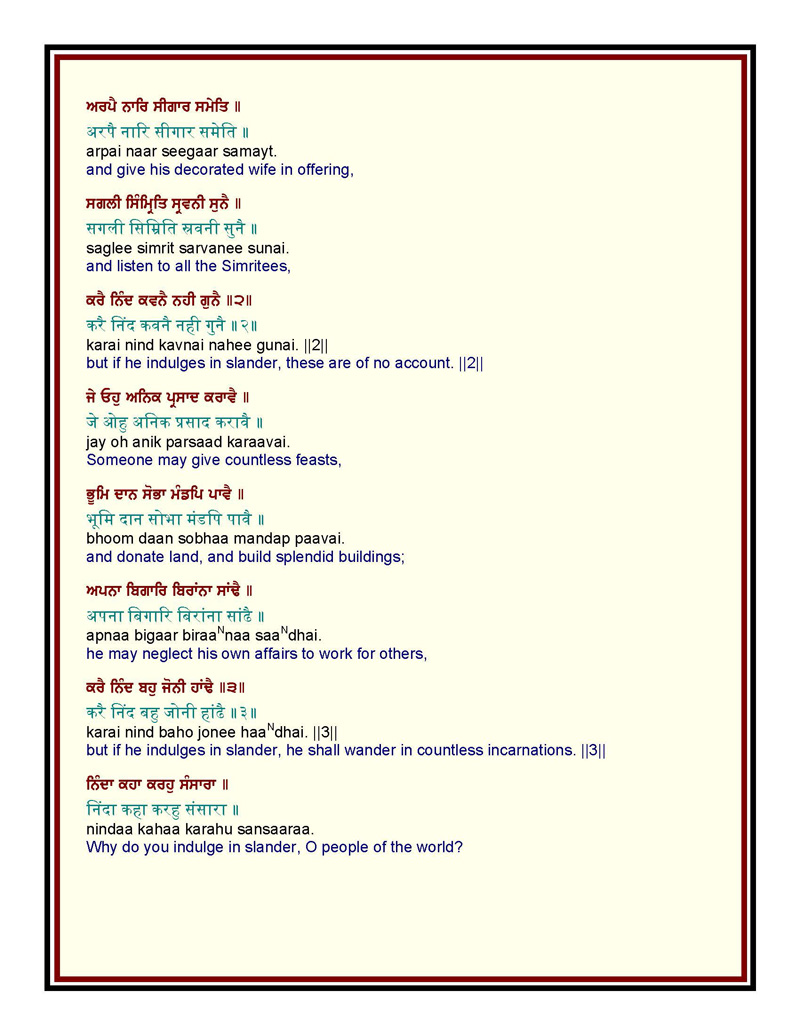 ਅਰਪੈ ਨਾਰਿ ਸੀਗਾਰ ਸਮੇਤਿ ॥
अरपै नारि सीगार समेति ॥
arpai naar seegaar samayt.
and give his decorated wife in offering,
ਸਗਲੀ ਸਿੰਮ੍ਰਿਤਿ ਸ੍ਰਵਨੀ ਸੁਨੈ ॥
सगली सिम्रिति स्रवनी सुनै ॥
saglee simrit sarvanee sunai.
and listen to all the Simritees,
ਕਰੈ ਨਿੰਦ ਕਵਨੈ ਨਹੀ ਗੁਨੈ ॥੨॥
करै निंद कवनै नही गुनै ॥२॥
karai nind kavnai nahee gunai. ||2||
but if he indulges in slander, these are of no account. ||2||
ਜੇ ਓਹੁ ਅਨਿਕ ਪ੍ਰਸਾਦ ਕਰਾਵੈ ॥
जे ओहु अनिक प्रसाद करावै ॥
jay oh anik parsaad karaavai.
Someone may give countless feasts,
ਭੂਮਿ ਦਾਨ ਸੋਭਾ ਮੰਡਪਿ ਪਾਵੈ ॥
भूमि दान सोभा मंडपि पावै ॥
bhoom daan sobhaa mandap paavai.
and donate land, and build splendid buildings;
ਅਪਨਾ ਬਿਗਾਰਿ ਬਿਰਾਂਨਾ ਸਾਂਢੈ ॥
अपना बिगारि बिरांना सांढै ॥
apnaa bigaar biraaNnaa saaNdhai.
he may neglect his own affairs to work for others,
ਕਰੈ ਨਿੰਦ ਬਹੁ ਜੋਨੀ ਹਾਂਢੈ ॥੩॥
करै निंद बहु जोनी हांढै ॥३॥
karai nind baho jonee haaNdhai. ||3||
but if he indulges in slander, he shall wander in countless incarnations. ||3||
ਨਿੰਦਾ ਕਹਾ ਕਰਹੁ ਸੰਸਾਰਾ ॥
निंदा कहा करहु संसारा ॥
nindaa kahaa karahu sansaaraa.
Why do you indulge in slander, O people of the world?